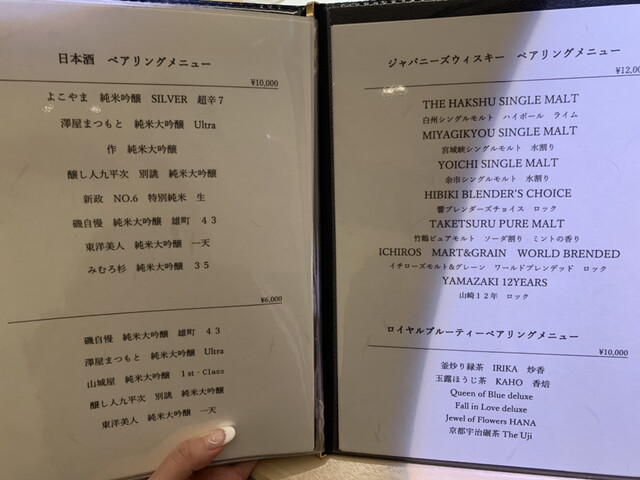 日本酒　ペアリングメニュー
¥10,000
よこやま　純米吟醸　SILVER　超辛７
澤屋まつもと　純米大吟醸　Ultra
作　純米大吟醸
醸し人九平次　別誂　純米大吟醸
新政　NO.6　特別純米　生
磯自慢　純米大吟醸　雄町　４３
東洋美人　純米大吟醸　一天
みむろ杉　純米大吟醸　３５
¥6,000
磯自慢　純米大吟醸　雄町　４３
澤屋まつもと　純米大吟醸　Ultra
山城屋　純米大吟醸　1st‐Class
醸し人九平次　別誂　純米大吟醸
東洋美人　純米大吟醸　一天
ジャパニーズウィスキー　ペアリングメニュー
¥12,00
THE HAKSHU SINGLE MALT
白州シングルモルト　ハイボール　ライム
MIYAGIKYOU SINGLE MALT
宮城峡シングルモルト　水割り
YOICHI SINGLE MALT
余市シングルモルト　水割り
HIBIKI BLENDER'S CHOICE
響ブレンダーズチョイス　ロック
TAKETSURU PURE MALT
竹鶴ピュアモルト　ソーダ割り　ミントの香り
ICHIROS　MART&GRAIN　WORLD BRENDED
イチローズモルト&グレーン　ワールドブレンデッド　ロック
YAMAZAKI 12YEARS
山崎１２年　ロック
ロイヤルブルーティーペアリングメニュー
¥10,000
釜炒り緑茶　IRIKA　炒香
玉露ほうじ茶　KAHO　香焙
Queen of Blue deluxe
Fall in Love deluxe
Jewel of Flowers HANA
京都宇治碾茶 The Uji